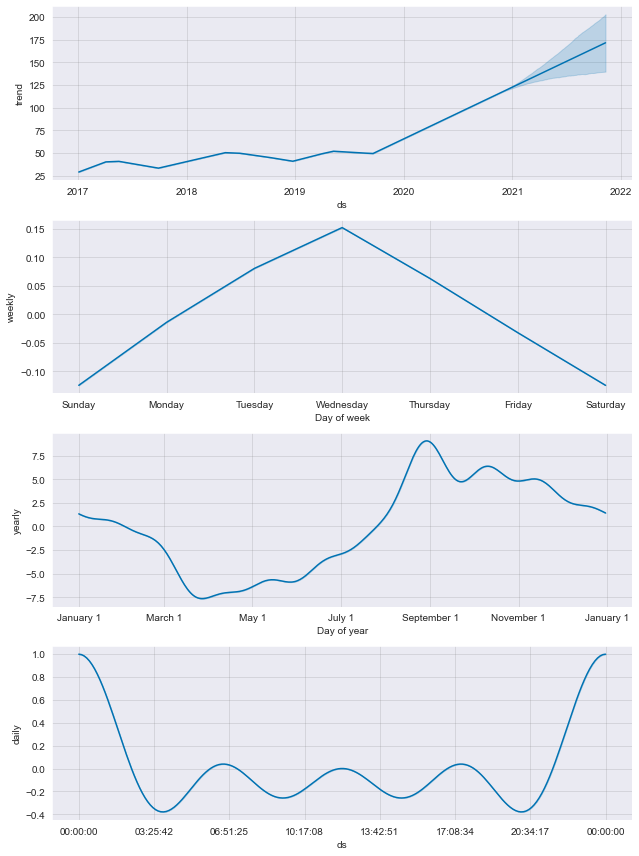 200
175
150
125
100
75
50
25
trend
2017 2018 2019 2020 2021 2022
ds
0.15
0.10
0.05
0.00
−0.05
−0.10
weekly
Sunday Monday Tuesday Wednesday Thursday Friday Saturday
Day of week
7.5
5.0
2.5
0.0
−2.5
−5.0
−7.5
yearly
January 1 March 1 May 1 July 1 September 1 November 1 January 1
Day of year
1.0
0.8
0.6
0.4
0.2
0.0
−0.2
−0.4
daily
00:00:00 03:25:42 06:51:25 10:17:08 13:42:51 17:08:34 20:34:17 00:00:00
ds